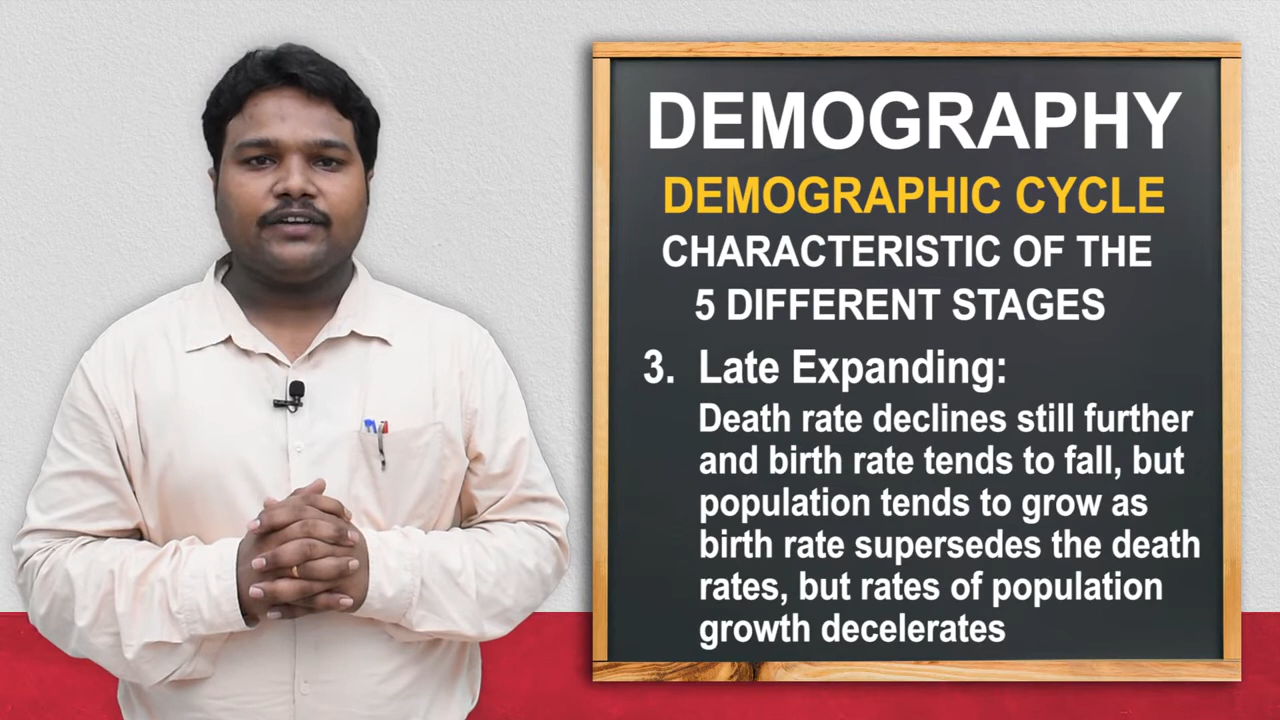 DEMOGRAPHY
DEMOGRAPHIC CYCLE
CHARACTERISTIC OF THE
5 DIFFERENT STAGES
3. Late Expanding:
Death rate declines still further
and birth rate tends to fall, but
population tends to grow as
birth rate supersedes the death
rates, but rates of population
growth decelerates